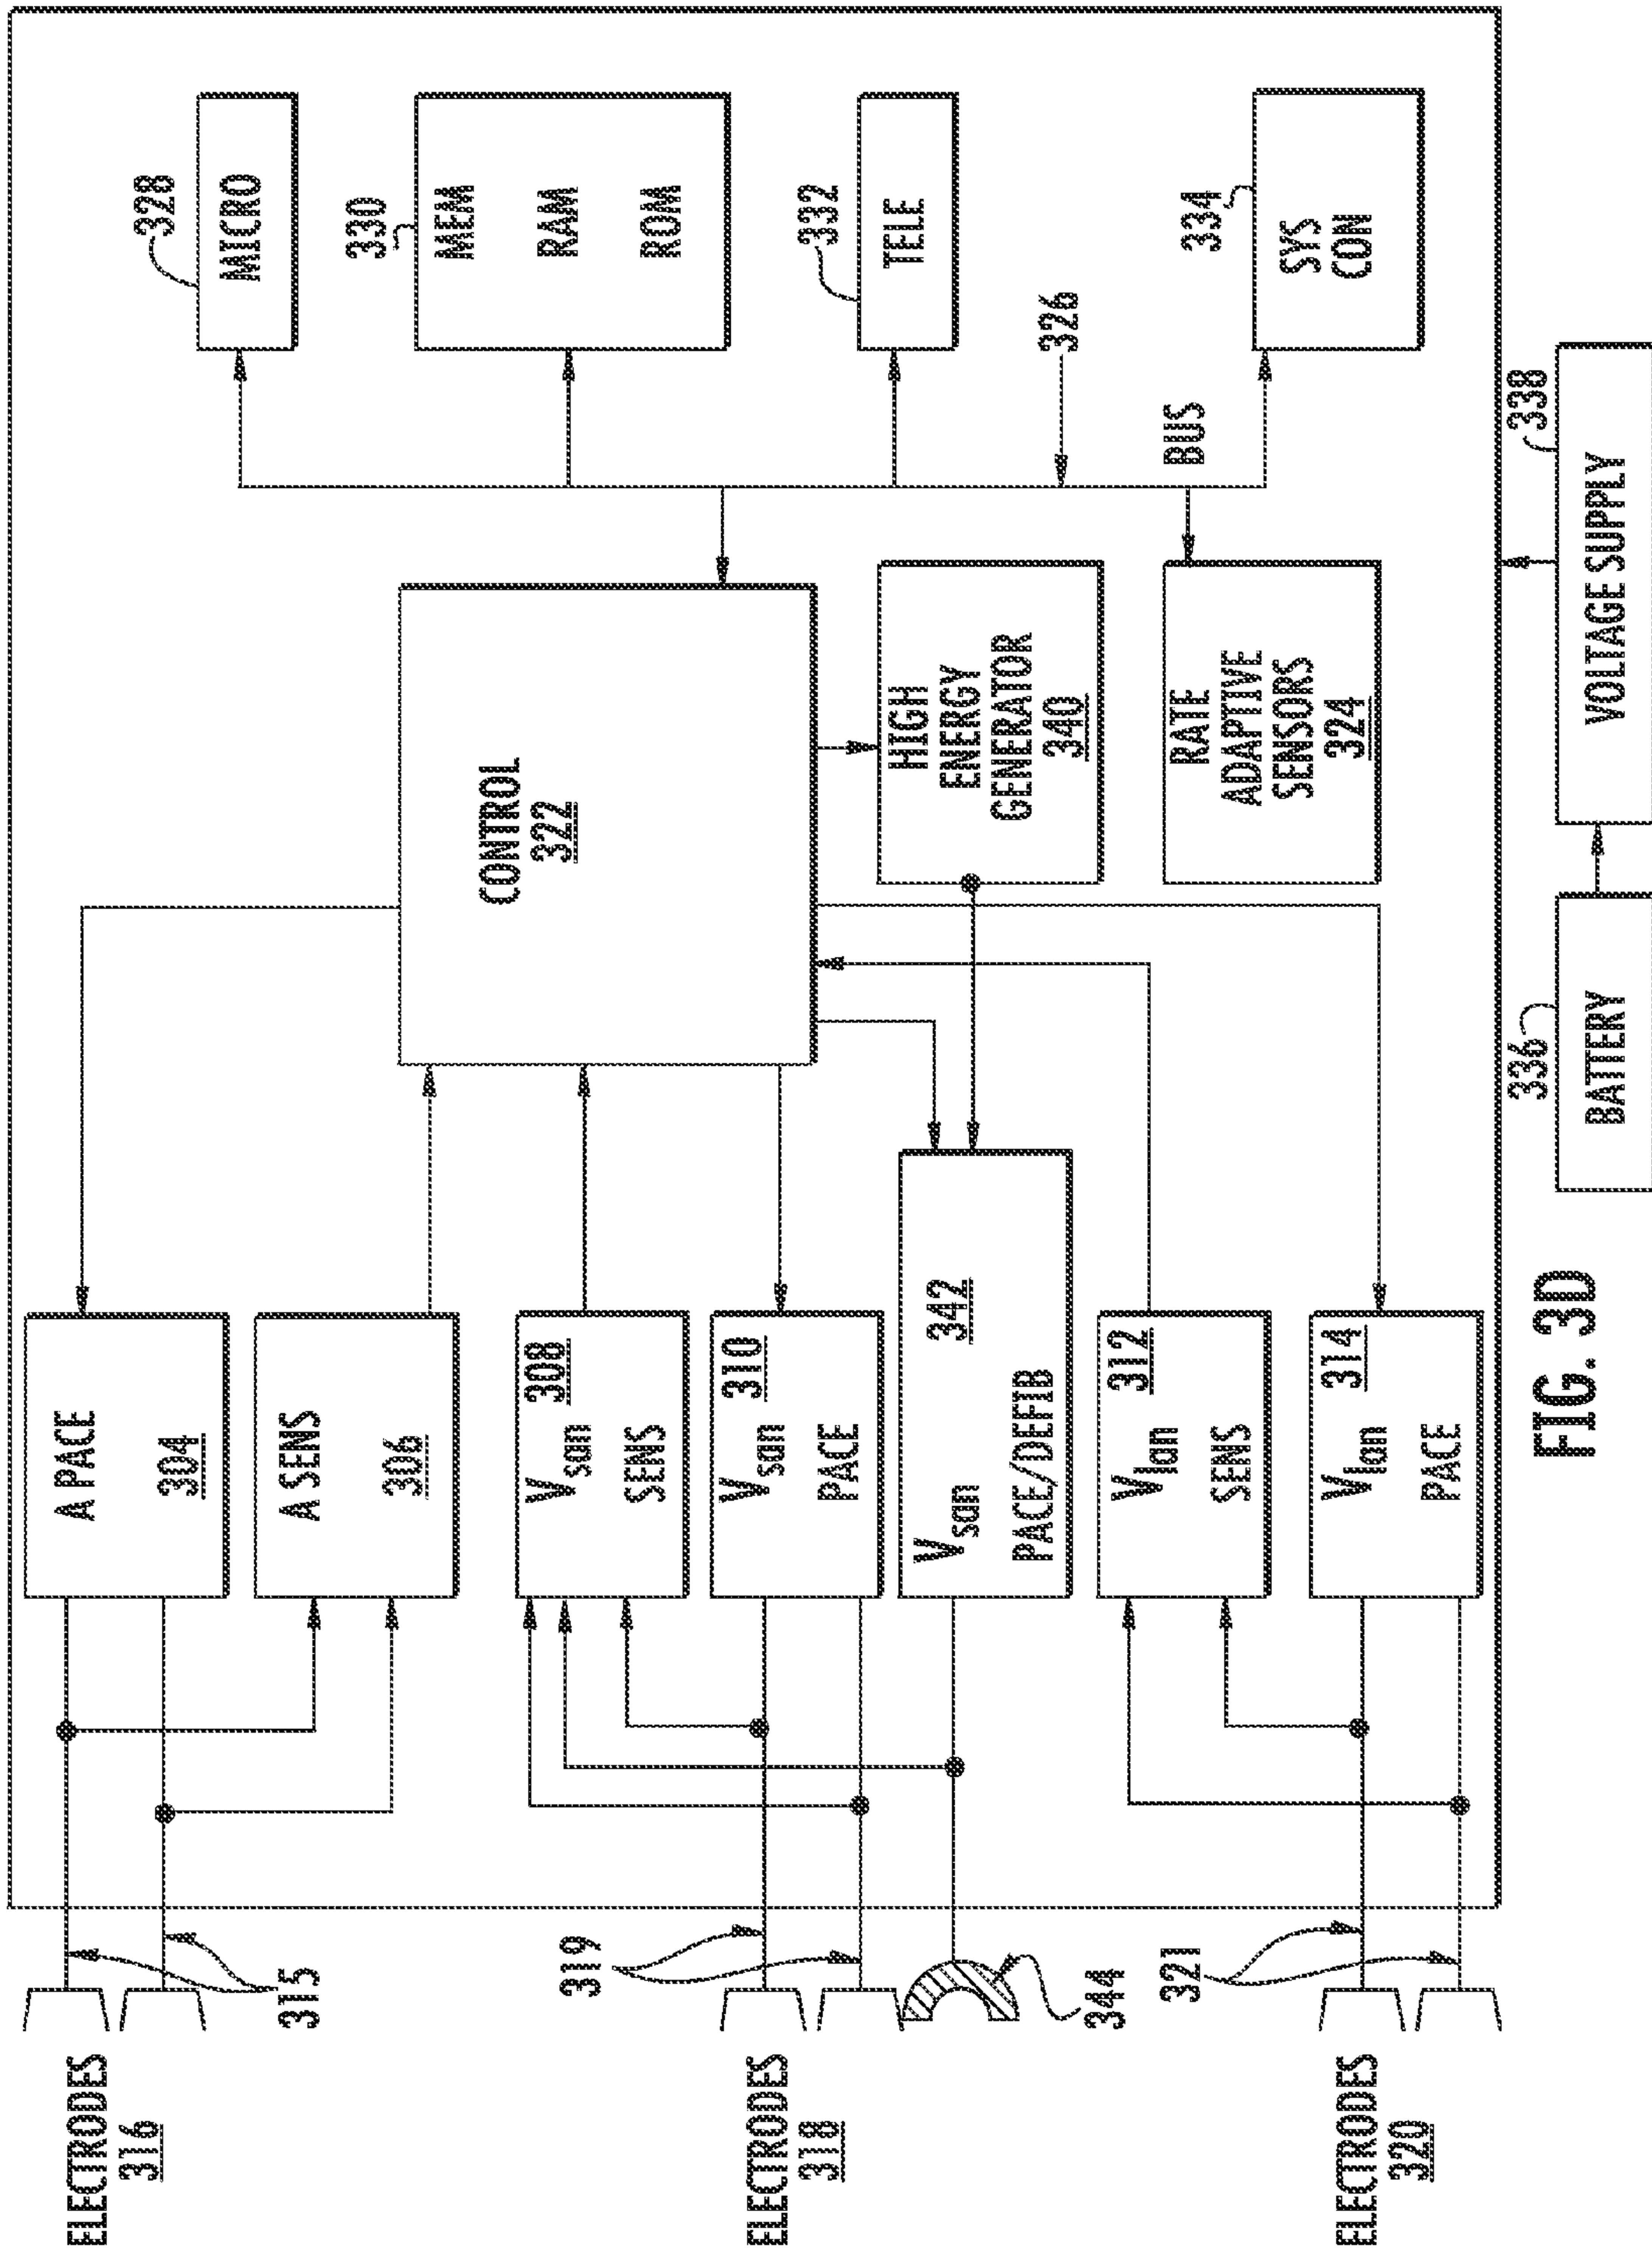 ELECTRODES
316
315
A PACE
304
A SENS
306
ELECTRODES
318
319
344
Vsan
308
SENS
Vsan
310
PACE
Vsan
342
PACE/DEFIB
ELECTRODES
320
321
Vlan
312
SENS
Vlan
314
PACE
CONTROL
322
HIGH
ENERGY
GENERATOR
340
RATE
ADAPTIVE
SENSORS
324
BUS
326
328
MICRO
330
MEM
RAM
ROM
332
TELE
334
SYS
CON
336
BATTERY
338
VOLTAGE SUPPLY
FIG. 3D